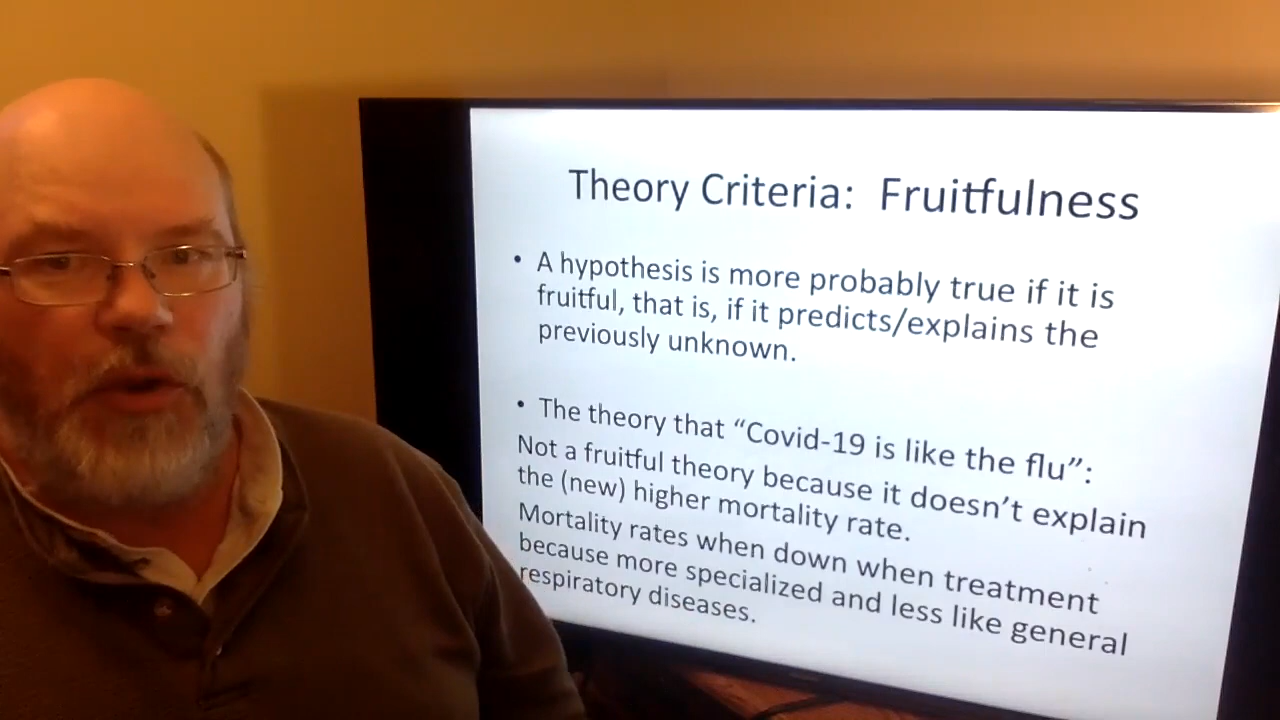 Theory Criteria: Fruitfulness
• A hypothesis is more probably true if it is
fruitful, that is, if it predicts/explains the
previously unknown.
• The theory that “Covid-19 is like the flu”:
Not a fruitful theory because it doesn’t explain
the (new) higher mortality rate.
Mortality rates when down when treatment
because more specialized and less like general
respiratory diseases.